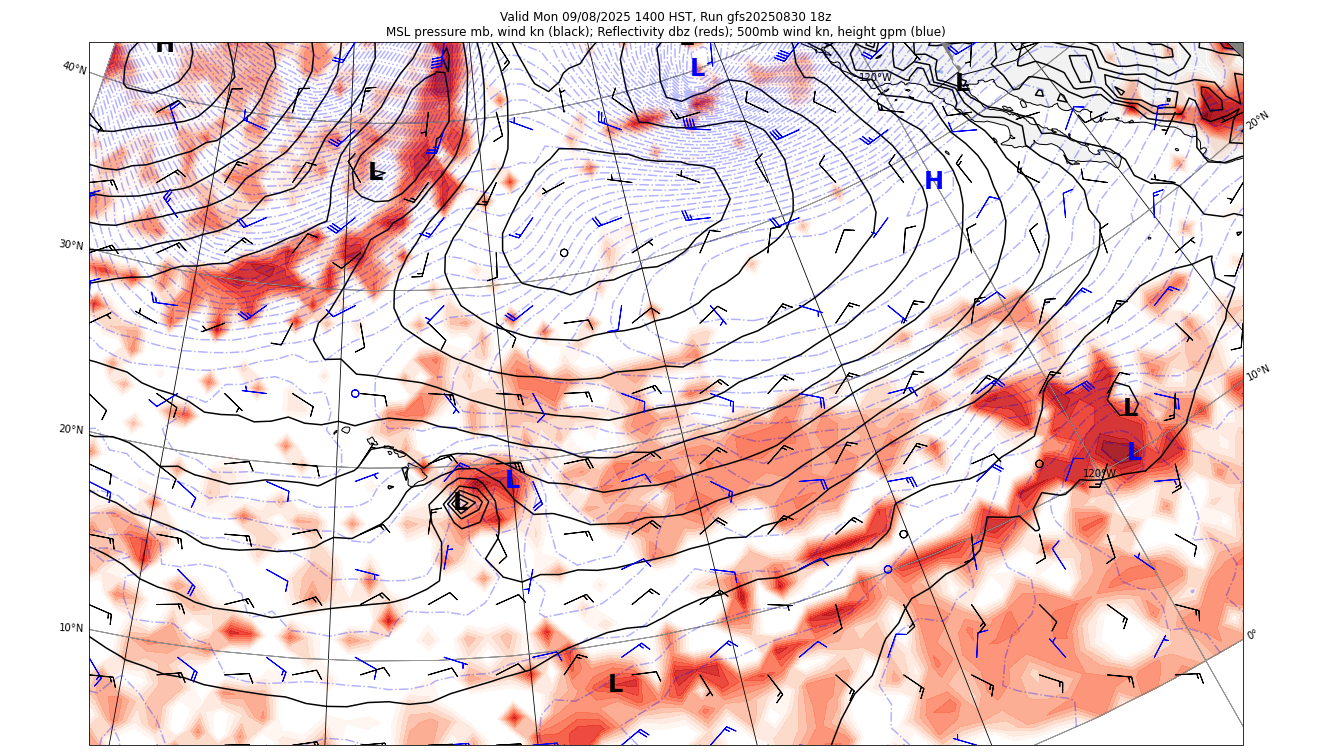 Valid Mon 09/08/2025 1400 HST, Run gfs20250830 18z
MSL pressure mb, wind kn (black); Reflectivity dbz (reds); 500mb wind kn, height gpm (blue)
H
L
40°N
120°W
L
20°N
L
H
30°N
10°N
L
20°N
L
120°W
L
L
10°N
0°
L